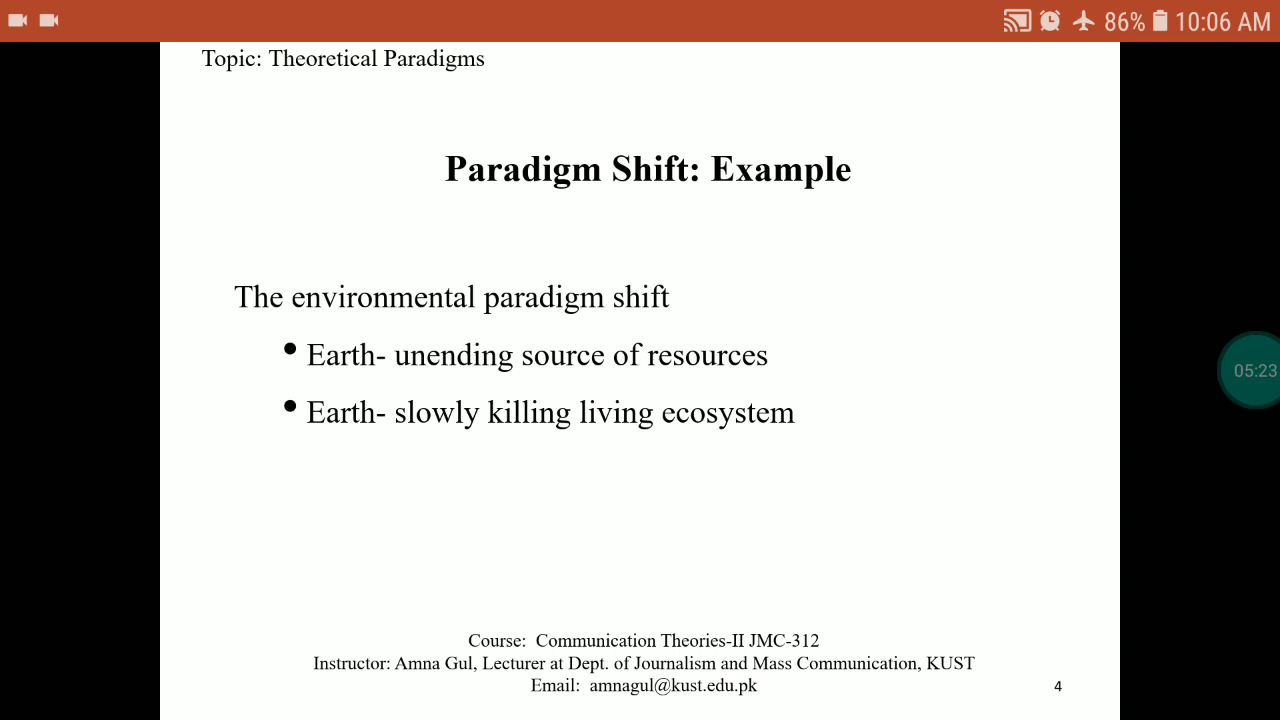 86% 10:06 AM
Topic: Theoretical Paradigms
Paradigm Shift: Example
The environmental paradigm shift
• Earth- unending source of resources
• Earth- slowly killing living ecosystem
05:23
Course: Communication Theories-II JMC-312
Instructor: Amna Gul, Lecturer at Dept. of Journalism and Mass Communication, KUST
Email: amnagul@kust.edu.pk
4